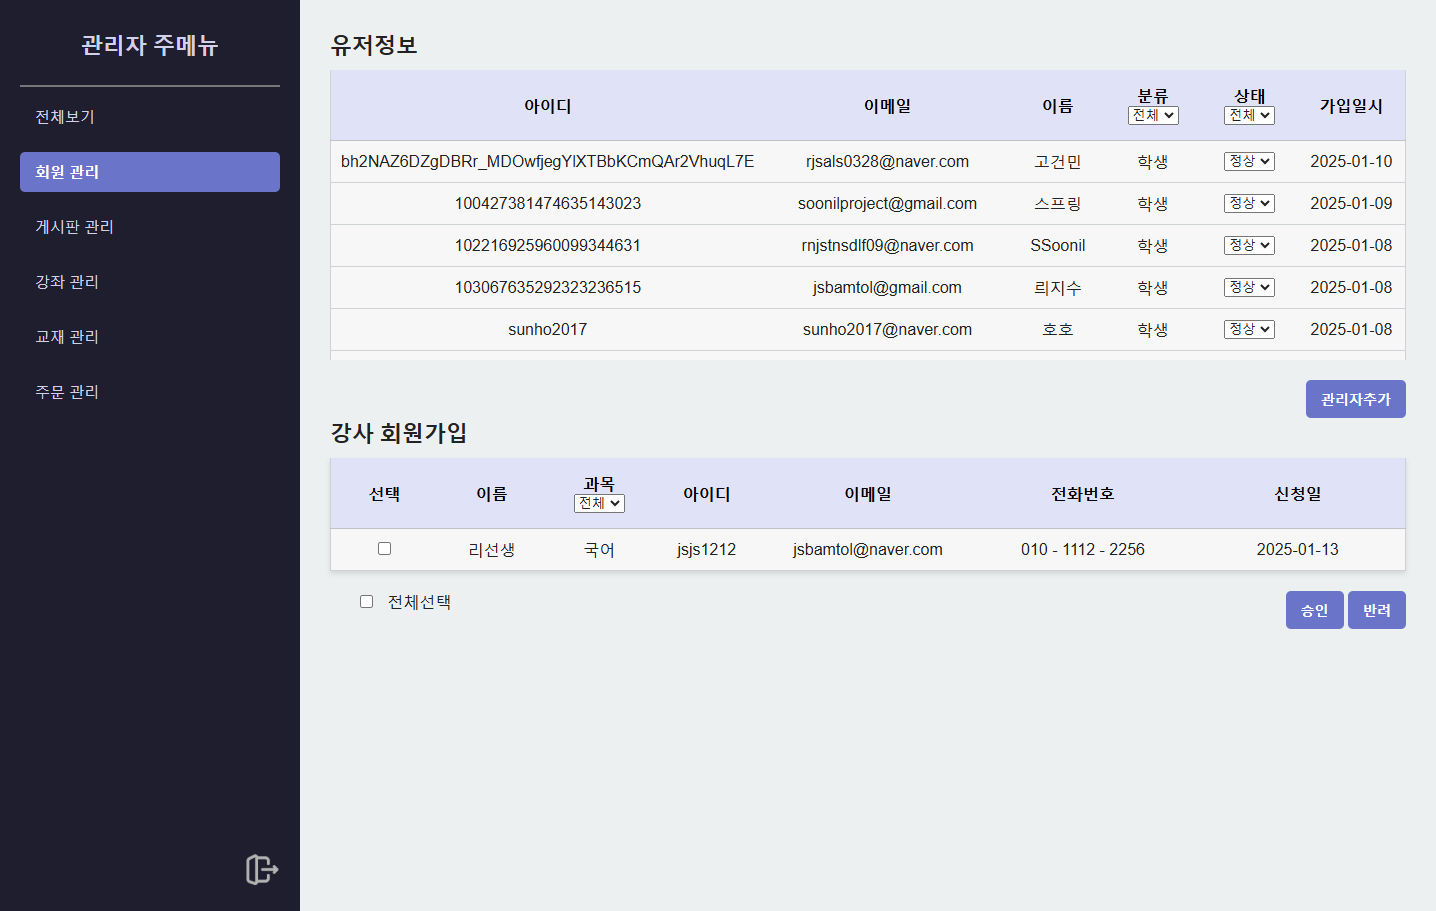 관리자 주메뉴
전체보기
회원 관리
게시판 관리
강좌 관리
교재 관리
주문 관리
유저정보
아이디 이메일 이름 분류 전체 상태 전체 가입일시
bh2NAZ6DZgDBRr_MDOwfjegYlXTBbKCmQAr2VhuqL7E rjsals0328@naver.com 고건민 학생 정상 2025-01-10
100427381474635143023 soonilproject@gmail.com 스프링 학생 정상 2025-01-09
102216925960099344631 rnjstnsdlf09@naver.com SSoonil 학생 정상 2025-01-08
103067635292323236515 jsbamtol@gmail.com 릐지수 학생 정상 2025-01-08
sunho2017 sunho2017@naver.com 호호 학생 정상 2025-01-08
관리자추가
강사 회원가입
선택 이름 과목 전체 아이디 이메일 전화번호 신청일
리선생 국어 jsjs1212 jsbamtol@naver.com 010 - 1112 - 2256 2025-01-13
전체선택 승인 반려